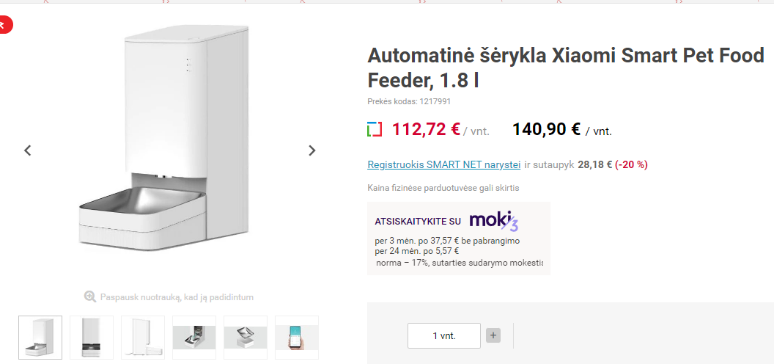 Automatinė šėrykla Xiaomi Smart Pet Food
Feeder, 1.8 l
Prekės kodas: 1217991
112,72 € / vnt. 140,90 € / vnt.
Registruokis SMART NET narystei ir sutaupyk 28,18 € (-20 %)
Kaina fizinėse parduotuvėse gali skirtis
ATSISKAITYKITE SU moki3
per 3 mėn. po 37,57 € be pabrangimo
per 24 mėn. po 5,57 €
norma – 17%, sutarties sudarymo mokestis
Paspausk nuotrauką, kad ją padidintum
1 vnt. +